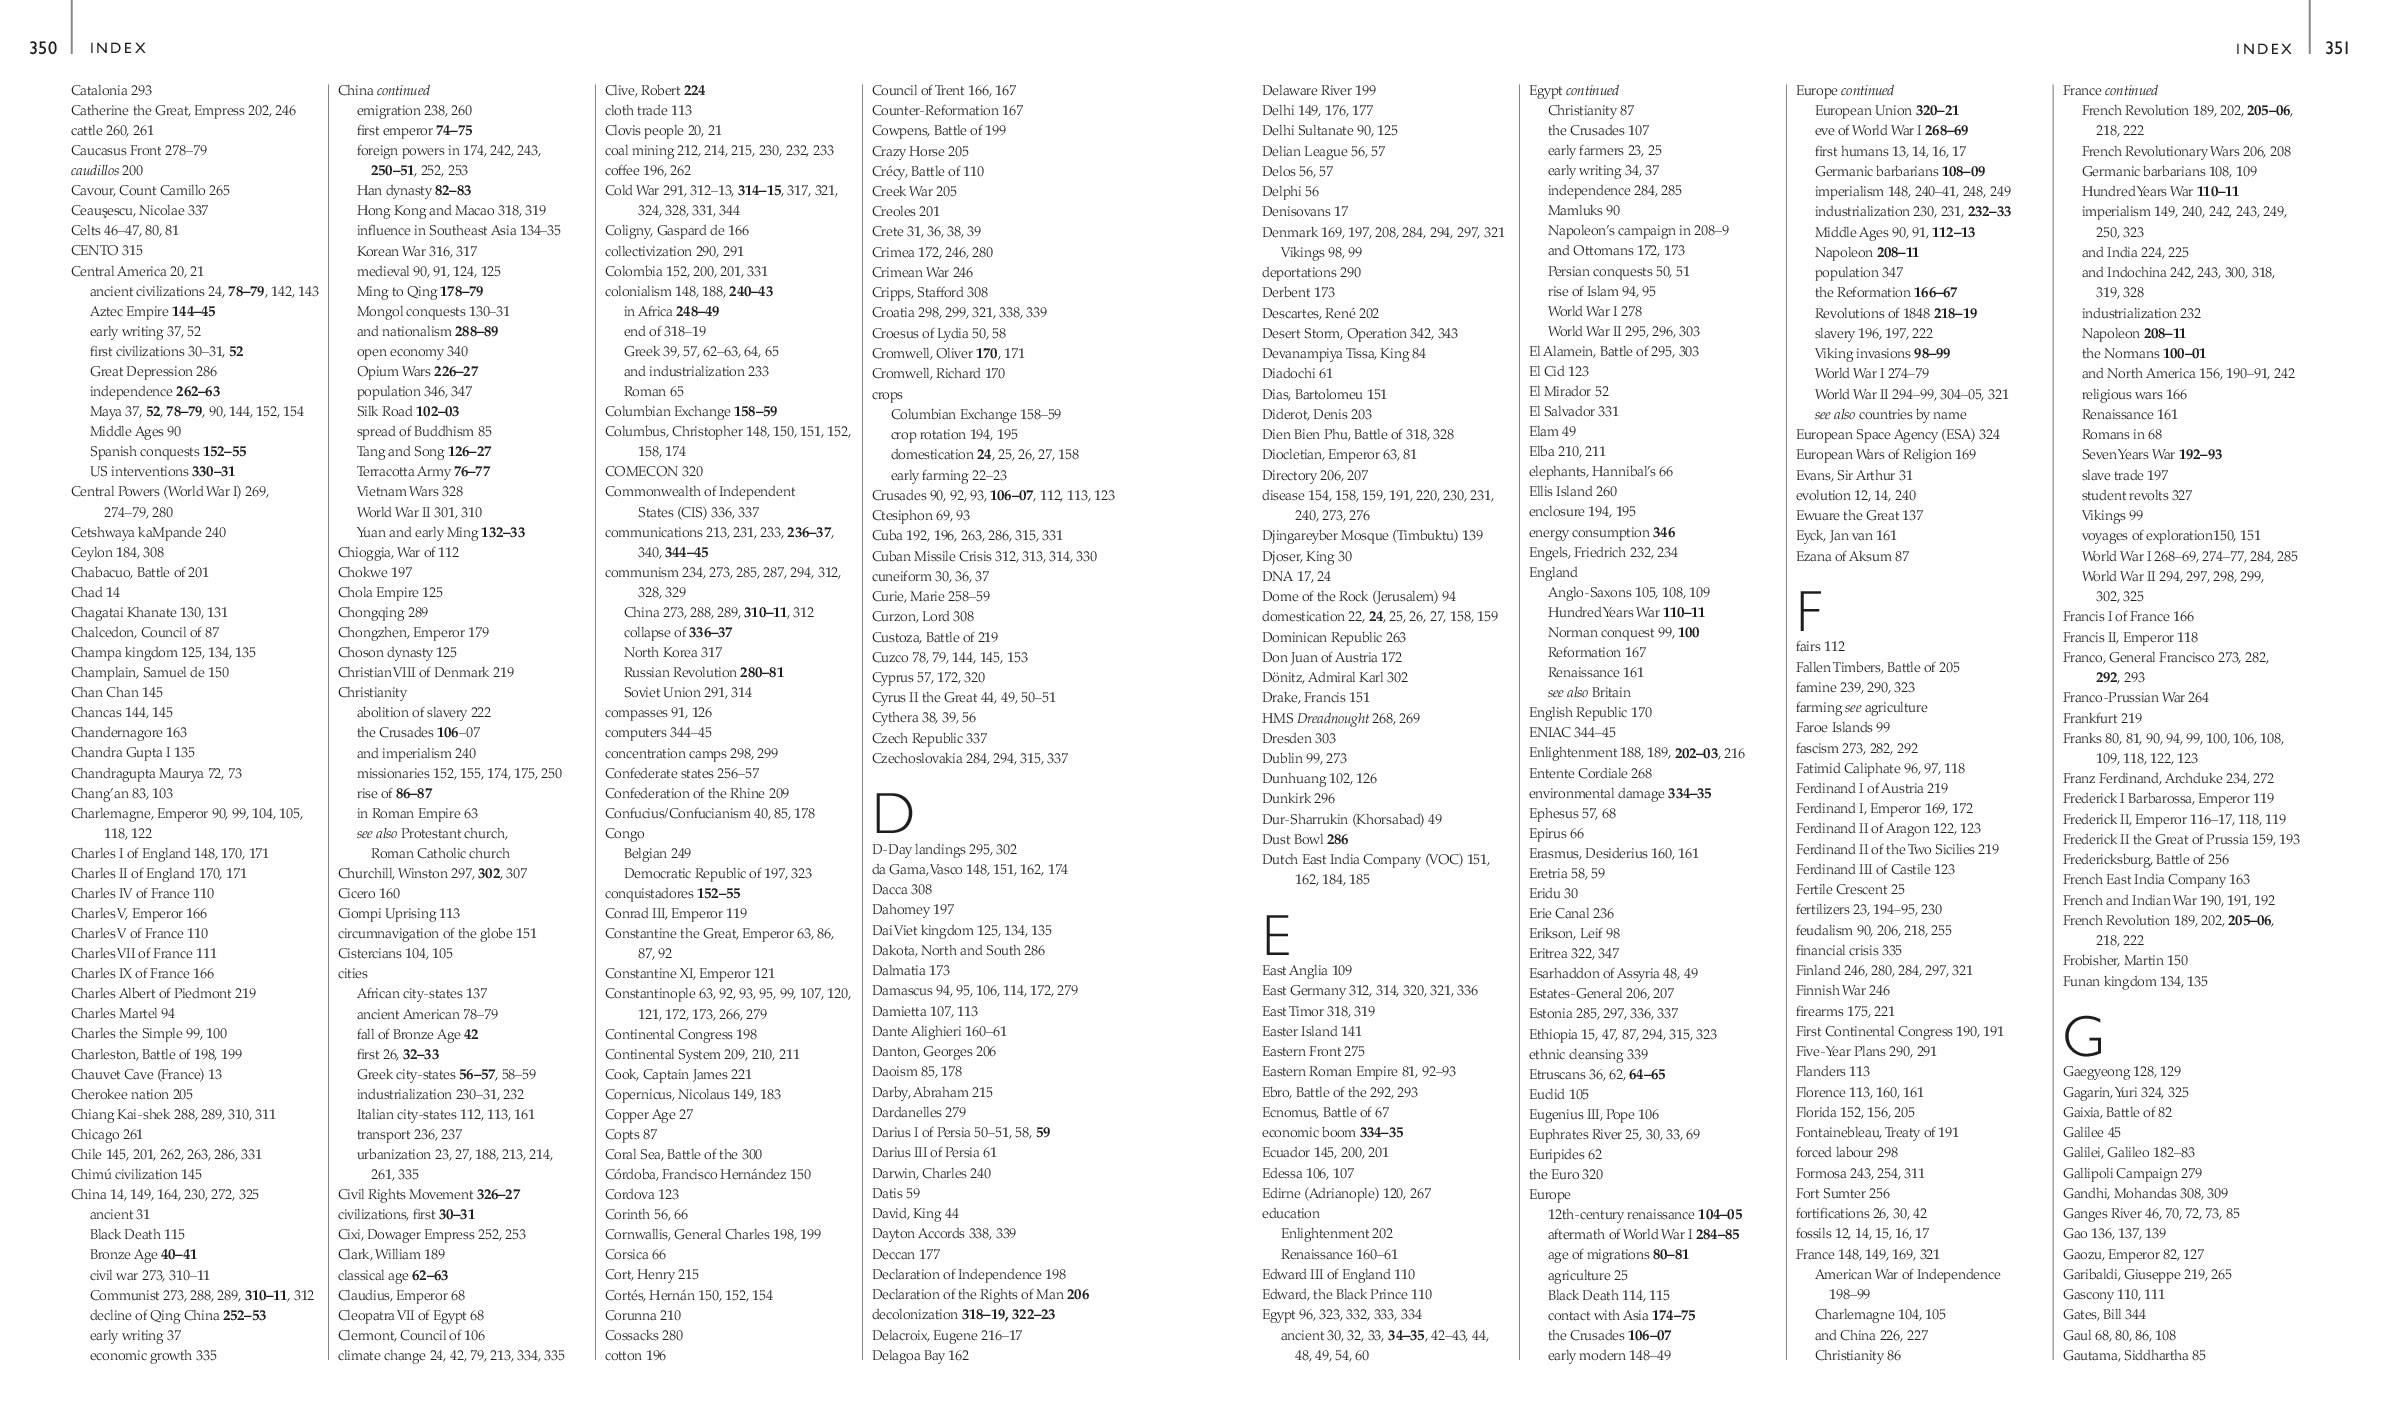 350
INDEX
Catalonia 293
Catherine the Great, Empress 202, 246
cattle 260, 261
Caucasus Front 278–79
caudillos 200
Cavour, Count Camillo 265
Ceauşescu, Nicolae 337
Celts 46–47, 80, 81
CENTO 315
Central America 20, 21
ancient civilizations 24, 78–79, 142, 143
Aztec Empire 144–45
early writing 37, 52
first civilizations 30–31, 52
Great Depression 286
independence 262–63
Maya 37, 52, 78–79, 90, 144, 152, 154
Middle Ages 90
Spanish conquests 152–55
US interventions 330–31
Central Powers (World War I) 269,
274–79, 280
Cetshwaya kaMpande 240
Ceylon 184, 308
Chabacuo, Battle of 201
Chad 14
Chagatai Khanate 130, 131
Chalcedon, Council of 87
Champa kingdom 125, 134, 135
Champlain, Samuel de 150
Chan Chan 145
Chancas 144, 145
Chandernagore 163
Chandra Gupta I 135
Chandragupta Maurya 72, 73
Chang’an 83, 103
Charlemagne, Emperor 90, 99, 104, 105,
118, 122
Charles I of England 148, 170, 171
Charles II of England 170, 171
Charles IV of France 110
Charles V, Emperor 166
Charles V of France 110
Charles VII of France 111
Charles IX of France 166
Charles Albert of Piedmont 219
Charles Martel 94
Charles the Simple 99, 100
Charleston, Battle of 198, 199
Chauvet Cave (France) 13
Cherokee nation 205
Chiang Kai-shek 288, 289, 310, 311
Chicago 261
Chile 145, 201, 262, 263, 286, 331
Chimú civilization 145
China 14, 149, 164, 230, 272, 325
ancient 31
Black Death 115
Bronze Age 40–41
civil war 273, 310–11
Communist 273, 288, 289, 310–11, 312
decline of Qing China 252–53
early writing 37
economic growth 335
China continued
emigration 238, 260
first emperor 74–75
foreign powers in 174, 242, 243,
250–51, 252, 253
Han dynasty 82–83
Hong Kong and Macao 318, 319
influence in Southeast Asia 134–35
Korean War 316, 317
medieval 90, 91, 124, 125
Ming to Qing 178–79
Mongol conquests 130–31
and nationalism 288–89
open economy 340
Opium Wars 226–27
population 346, 347
Silk Road 102–03
spread of Buddhism 85
Tang and Song 126–27
Terracotta Army 76–77
Vietnam Wars 328
World War II 301, 310
Yuan and early Ming 132–33
Chioggia, War of 112
Chokwe 197
Chola Empire 125
Chongqing 289
Chongzhen, Emperor 179
Choson dynasty 125
Christian VIII of Denmark 219
Christianity
abolition of slavery 222
the Crusades 106–07
and imperialism 240
missionaries 152, 155, 174, 175, 250
rise of 86–87
in Roman Empire 63
see also Protestant church,
Roman Catholic church
Churchill, Winston 297, 302, 307
Cicero 160
Ciompi Uprising 113
circumnavigation of the globe 151
Cistercians 104, 105
cities
African city-states 137
ancient American 78–79
fall of Bronze Age 42
first 26, 32–33
Greek city-states 56–57, 58–59
industrialization 230–31, 232
Italian city-states 112, 113, 161
transport 236, 237
urbanization 23, 27, 188, 213, 214,
261, 335
Civil Rights Movement 326–27
civilizations, first 30–31
Cixi, Dowager Empress 252, 253
Clark, William 189
classical age 62–63
Claudius, Emperor 68
Cleopatra VII of Egypt 68
Clermont, Council of 106
climate change 24, 42, 79, 213, 334, 335
Clive, Robert 224
cloth trade 113
Clovis people 20, 21
coal mining 212, 214, 215, 230, 232, 233
coffee 196, 262
Cold War 291, 312–13, 314–15, 317, 321,
324, 328, 331, 344
Coligny, Gaspard de 166
collectivization 290, 291
Colombia 152, 200, 201, 331
colonialism 148, 188, 240–43
in Africa 248–49
end of 318–19
Greek 39, 57, 62–63, 64, 65
and industrialization 233
Roman 65
Columbian Exchange 158–59
Columbus, Christopher 148, 150, 151, 152,
158, 174
COMECON 320
Commonwealth of Independent
States (CIS) 336, 337
communications 213, 231, 233, 236–37,
340, 344–45
communism 234, 273, 285, 287, 294, 312,
328, 329
China 273, 288, 289, 310–11, 312
collapse of 336–37
North Korea 317
Russian Revolution 280–81
Soviet Union 291, 314
compasses 91, 126
computers 344–45
concentration camps 298, 299
Confederate states 256–57
Confederation of the Rhine 209
Confucius/Confucianism 40, 85, 178
Congo
Belgian 249
Democratic Republic of 197, 323
conquistadores 152–55
Conrad III, Emperor 119
Constantine the Great, Emperor 63, 86,
87, 92
Constantine XI, Emperor 121
Constantinople 63, 92, 93, 95, 99, 107, 120,
121, 172, 173, 266, 279
Continental Congress 198
Continental System 209, 210, 211
Cook, Captain James 221
Copernicus, Nicolaus 149, 183
Copper Age 27
Copts 87
Coral Sea, Battle of the 300
Córdoba, Francisco Hernández 150
Cordova 123
Corinth 56, 66
Cornwallis, General Charles 198, 199
Corsica 66
Cort, Henry 215
Cortés, Hernán 150, 152, 154
Corunna 210
Cossacks 280
cotton 196
Council of Trent 166, 167
Counter-Reformation 167
Cowpens, Battle of 199
Crazy Horse 205
Crécy, Battle of 110
Creek War 205
Creoles 201
Crete 31, 36, 38, 39
Crimea 172, 246, 280
Crimean War 246
Cripps, Stafford 308
Croatia 298, 299, 321, 338, 339
Croesus of Lydia 50, 58
Cromwell, Oliver 170, 171
Cromwell, Richard 170
crops
Columbian Exchange 158–59
crop rotation 194, 195
domestication 24, 25, 26, 27, 158
early farming 22–23
Crusades 90, 92, 93, 106–07, 112, 113, 123
Ctesiphon 69, 93
Cuba 192, 196, 263, 286, 315, 331
Cuban Missile Crisis 312, 313, 314, 330
cuneiform 30, 36, 37
Curie, Marie 258–59
Curzon, Lord 308
Custoza, Battle of 219
Cuzco 78, 79, 144, 145, 153
Cyprus 57, 172, 320
Cyrus II the Great 44, 49, 50–51
Cythera 38, 39, 56
Czech Republic 337
Czechoslovakia 284, 294, 315, 337
D
D-Day landings 295, 302
da Gama, Vasco 148, 151, 162, 174
Dacca 308
Dahomey 197
Dai Viet kingdom 125, 134, 135
Dakota, North and South 286
Dalmatia 173
Damascus 94, 95, 106, 114, 172, 279
Damietta 107, 113
Dante Alighieri 160–61
Danton, Georges 206
Daoism 85, 178
Darby, Abraham 215
Dardanelles 279
Darius I of Persia 50–51, 58, 59
Darius III of Persia 61
Darwin, Charles 240
Datis 59
David, King 44
Dayton Accords 338, 339
Deccan 177
Declaration of Independence 198
Declaration of the Rights of Man 206
decolonization 318–19, 322–23
Delacroix, Eugene 216–17
Delagoa Bay 162
INDEX
351
Delaware River 199
Delhi 149, 176, 177
Delhi Sultanate 90, 125
Delian League 56, 57
Delos 56, 57
Delphi 56
Denisovans 17
Denmark 169, 197, 208, 284, 294, 297, 321
Vikings 98, 99
deportations 290
Derbent 173
Descartes, René 202
Desert Storm, Operation 342, 343
Devanampiya Tissa, King 84
Diadochi 61
Dias, Bartolomeu 151
Diderot, Denis 203
Dien Bien Phu, Battle of 318, 328
Diocletian, Emperor 63, 81
Directory 206, 207
disease 154, 158, 159, 191, 220, 230, 231,
240, 273, 276
Djingareyber Mosque (Timbuktu) 139
Djoser, King 30
DNA 17, 24
Dome of the Rock (Jerusalem) 94
domestication 22, 24, 25, 26, 27, 158, 159
Dominican Republic 263
Don Juan of Austria 172
Dönitz, Admiral Karl 302
Drake, Francis 151
HMS Dreadnought 268, 269
Dresden 303
Dublin 99, 273
Dunhuang 102, 126
Dunkirk 296
Dur-Sharrukin (Khorsabad) 49
Dust Bowl 286
Dutch East India Company (VOC) 151,
162, 184, 185
E
East Anglia 109
East Germany 312, 314, 320, 321, 336
East Timor 318, 319
Easter Island 141
Eastern Front 275
Eastern Roman Empire 81, 92–93
Ebro, Battle of the 292, 293
Ecnomus, Battle of 67
economic boom 334–35
Ecuador 145, 200, 201
Edessa 106, 107
Edirne (Adrianople) 120, 267
education
Enlightenment 202
Renaissance 160–61
Edward III of England 110
Edward, the Black Prince 110
Egypt 96, 323, 332, 333, 334
ancient 30, 32, 33, 34–35, 42–43, 44,
48, 49, 54, 60
Egypt continued
Christianity 87
the Crusades 107
early farmers 23, 25
early writing 34, 37
independence 284, 285
Mamluks 90
Napoleon’s campaign in 208–9
and Ottomans 172, 173
Persian conquests 50, 51
rise of Islam 94, 95
World War I 278
World War II 295, 296, 303
El Alamein, Battle of 295, 303
El Cid 123
El Mirador 52
El Salvador 331
Elam 49
Elba 210, 211
elephants, Hannibal’s 66
Ellis Island 260
enclosure 194, 195
energy consumption 346
Engels, Friedrich 232, 234
England
Anglo-Saxons 105, 108, 109
Hundred Years War 110–11
Norman conquest 99, 100
Reformation 167
Renaissance 161
see also Britain
English Republic 170
ENIAC 344–45
Enlightenment 188, 189, 202–03, 216
Entente Cordiale 268
environmental damage 334–35
Ephesus 57, 68
Epirus 66
Erasmus, Desiderius 160, 161
Eretria 58, 59
Eridu 30
Erie Canal 236
Erikson, Leif 98
Eritrea 322, 347
Esarhaddon of Assyria 48, 49
Estates-General 206, 207
Estonia 285, 297, 336, 337
Ethiopia 15, 47, 87, 294, 315, 323
ethnic cleansing 339
Etruscans 36, 62, 64–65
Euclid 105
Eugenius III, Pope 106
Euphrates River 25, 30, 33, 69
Euripides 62
the Euro 320
Europe
12th-century renaissance 104–05
aftermath of World War I 284–85
age of migrations 80–81
agriculture 25
Black Death 114, 115
contact with Asia 174–75
the Crusades 106–07
early modern 148–49
Europe continued
European Union 320–21
eve of World War I 268–69
first humans 13, 14, 16, 17
Germanic barbarians 108–09
imperialism 148, 240–41, 248, 249
industrialization 230, 231, 232–33
Middle Ages 90, 91, 112–13
Napoleon 208–11
population 347
the Reformation 166–67
Revolutions of 1848 218–19
slavery 196, 197, 222
Viking invasions 98–99
World War I 274–79
World War II 294–99, 304–05, 321
see also countries by name
European Space Agency (ESA) 324
European Wars of Religion 169
Evans, Sir Arthur 31
evolution 12, 14, 240
Ewuare the Great 137
Eyck, Jan van 161
Ezana of Aksum 87
F
fairs 112
Fallen Timbers, Battle of 205
famine 239, 290, 323
farming see agriculture
Faroe Islands 99
fascism 273, 282, 292
Fatimid Caliphate 96, 97, 118
Ferdinand I of Austria 219
Ferdinand I, Emperor 169, 172
Ferdinand II of Aragon 122, 123
Ferdinand II of the Two Sicilies 219
Ferdinand III of Castile 123
Fertile Crescent 25
fertilizers 23, 194–95, 230
feudalism 90, 206, 218, 255
financial crisis 335
Finland 246, 280, 284, 297, 321
Finnish War 246
firearms 175, 221
First Continental Congress 190, 191
Five-Year Plans 290, 291
Flanders 113
Florence 113, 160, 161
Florida 152, 156, 205
Fontainebleau, Treaty of 191
forced labour 298
Formosa 243, 254, 311
Fort Sumter 256
fortifications 26, 30, 42
fossils 12, 14, 15, 16, 17
France 148, 149, 169, 321
American War of Independence
198–99
Charlemagne 104, 105
and China 226, 227
Christianity 86
France continued
French Revolution 189, 202, 205–06,
218, 222
French Revolutionary Wars 206, 208
Germanic barbarians 108, 109
Hundred Years War 110–11
imperialism 149, 240, 242, 243, 249,
250, 323
and India 224, 225
and Indochina 242, 243, 300, 318,
319, 328
industrialization 232
Napoleon 208–11
the Normans 100–01
and North America 156, 190–91, 242
religious wars 166
Renaissance 161
Romans in 68
Seven Years War 192–93
slave trade 197
student revolts 327
Vikings 99
voyages of exploration150, 151
World War I 268–69, 274–77, 284, 285
World War II 294, 297, 298, 299,
302, 325
Francis I of France 166
Francis II, Emperor 118
Franco, General Francisco 273, 282,
292, 293
Franco-Prussian War 264
Frankfurt 219
Franks 80, 81, 90, 94, 99, 100, 106, 108,
109, 118, 122, 123
Franz Ferdinand, Archduke 234, 272
Frederick I Barbarossa, Emperor 119
Frederick II, Emperor 116–17, 118, 119
Frederick II the Great of Prussia 159, 193
Fredericksburg, Battle of 256
French East India Company 163
French and Indian War 190, 191, 192
French Revolution 189, 202, 205–06,
218, 222
Frobisher, Martin 150
Funan kingdom 134, 135
G
Gaegyeong 128, 129
Gagarin, Yuri 324, 325
Gaixia, Battle of 82
Galilee 45
Galilei, Galileo 182–83
Gallipoli Campaign 279
Gandhi, Mohandas 308, 309
Ganges River 46, 70, 72, 73, 85
Gao 136, 137, 139
Gaozu, Emperor 82, 127
Garibaldi, Giuseppe 219, 265
Gascony 110, 111
Gates, Bill 344
Gaul 68, 80, 86, 108
Gautama, Siddhartha 85